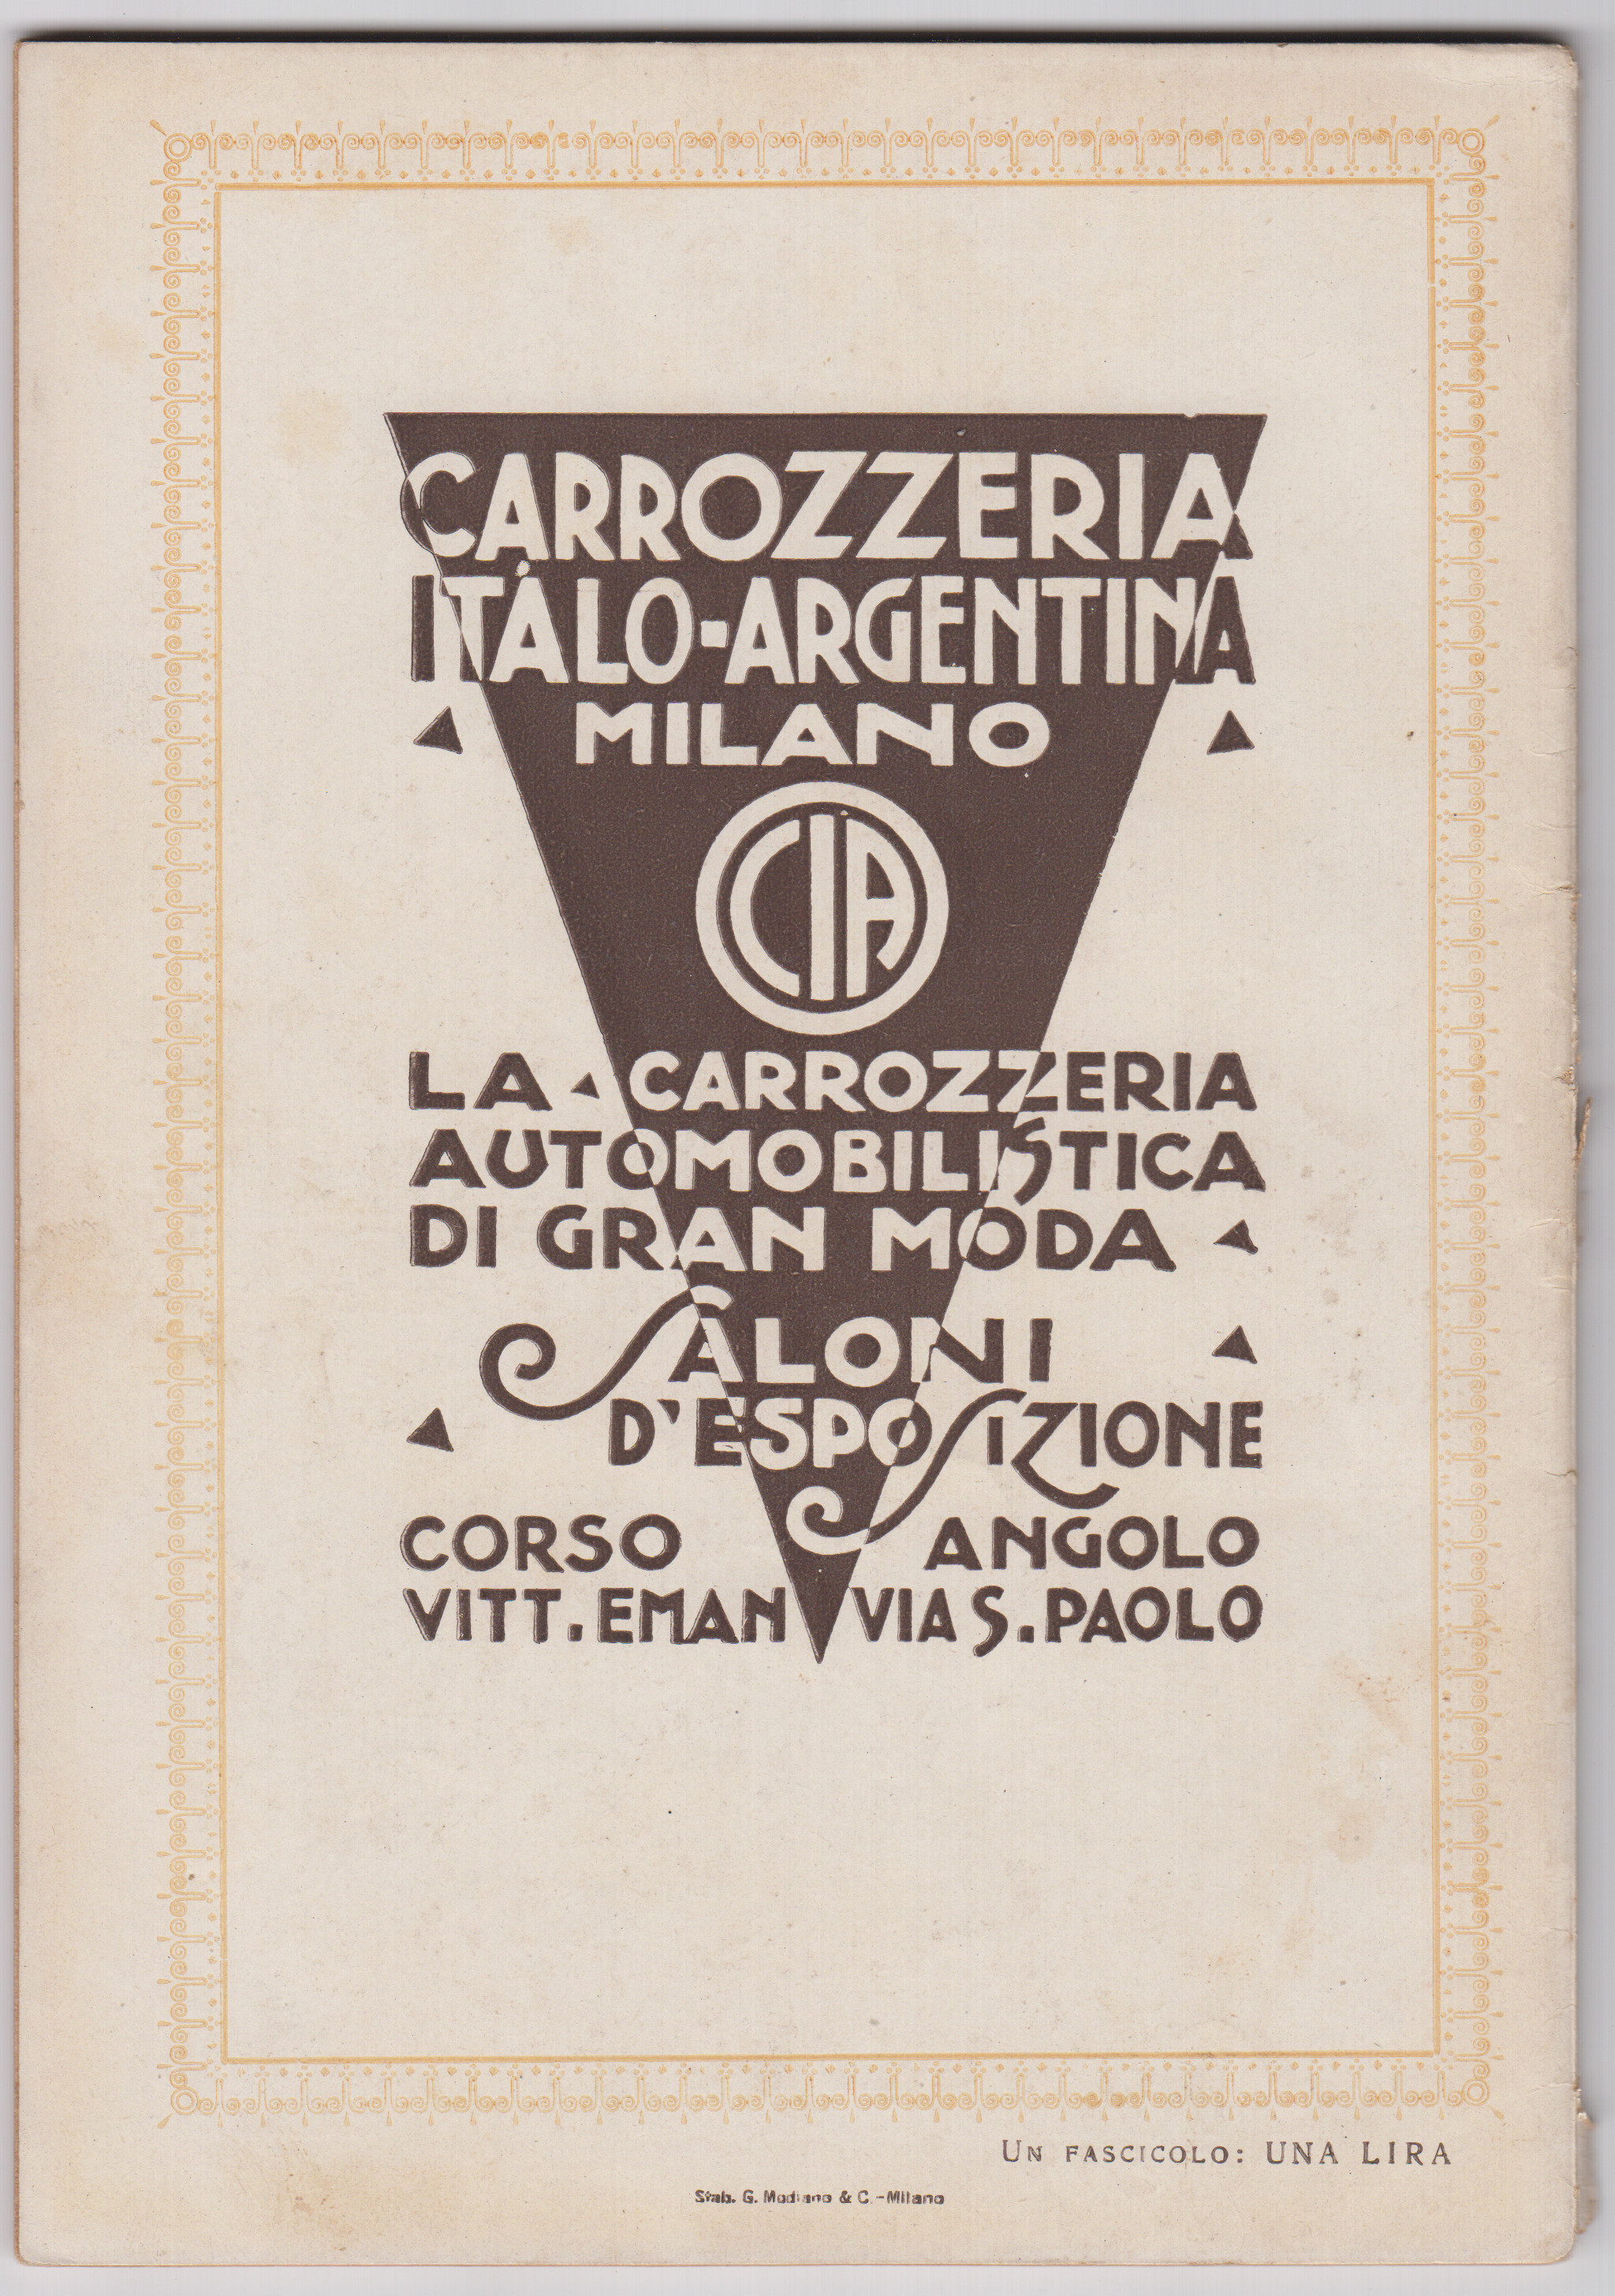 CARROZZERIA
ITALO-ARGENTINA
MILANO
CIA
LA CARROZZERIA
AUTOMOBILISTICA
DI GRAN MODA
SALONI
D'ESPOSIZIONE
CORSO ANGOLO
VITT. EMAN VIA S. PAOLO
UN FASCICOLO: UNA LIRA
Stab. G. Modiano & C.-Milano